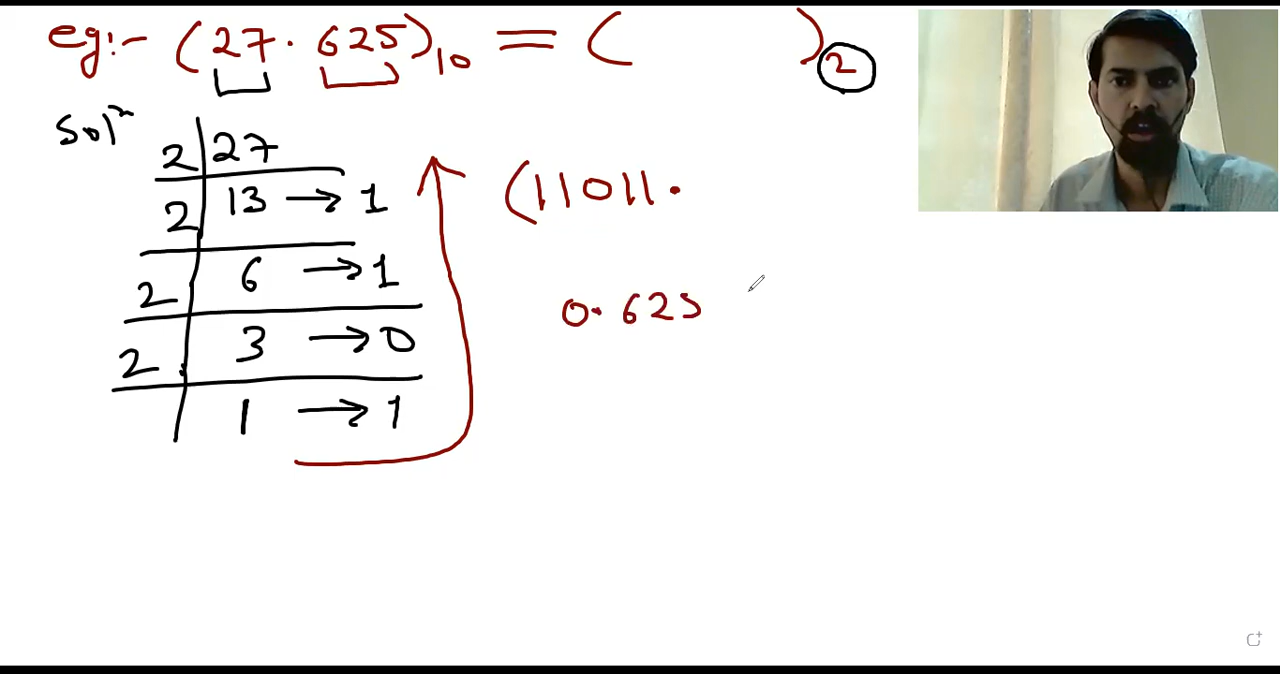 eg:- (27.625)10 = ( )2
Soln
2 27
2 13 → 1
2 6 → 1
2 3 → 0
1 → 1
(11011.
0.625